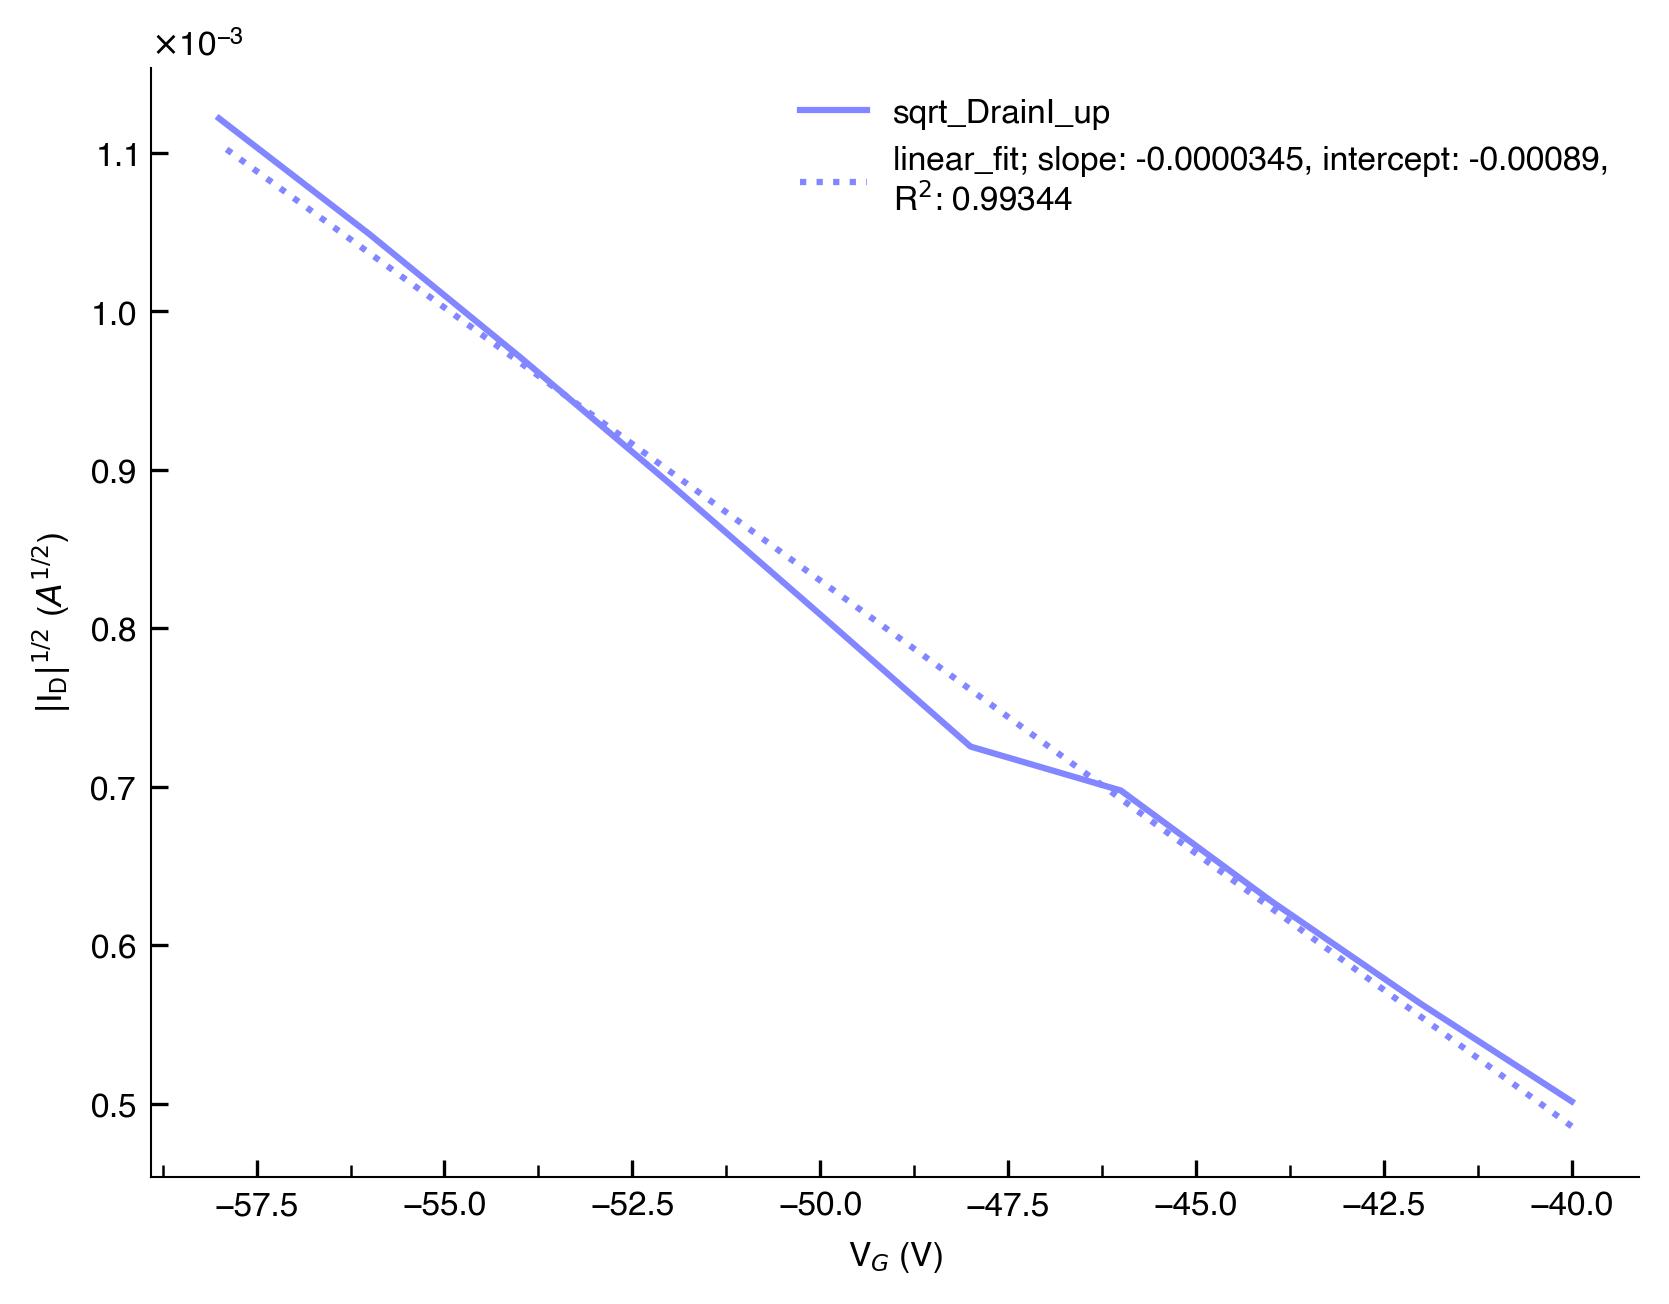 ×10⁻³
sqrt_DrainI_up
linear_fit; slope: -0.0000345, intercept: -0.00089,
R²: 0.99344
1.1
1.0
0.9
0.8
0.7
0.6
0.5
|I_D|^1/2 (A^1/2)
−57.5 −55.0 −52.5 −50.0 −47.5 −45.0 −42.5 −40.0
V_G (V)